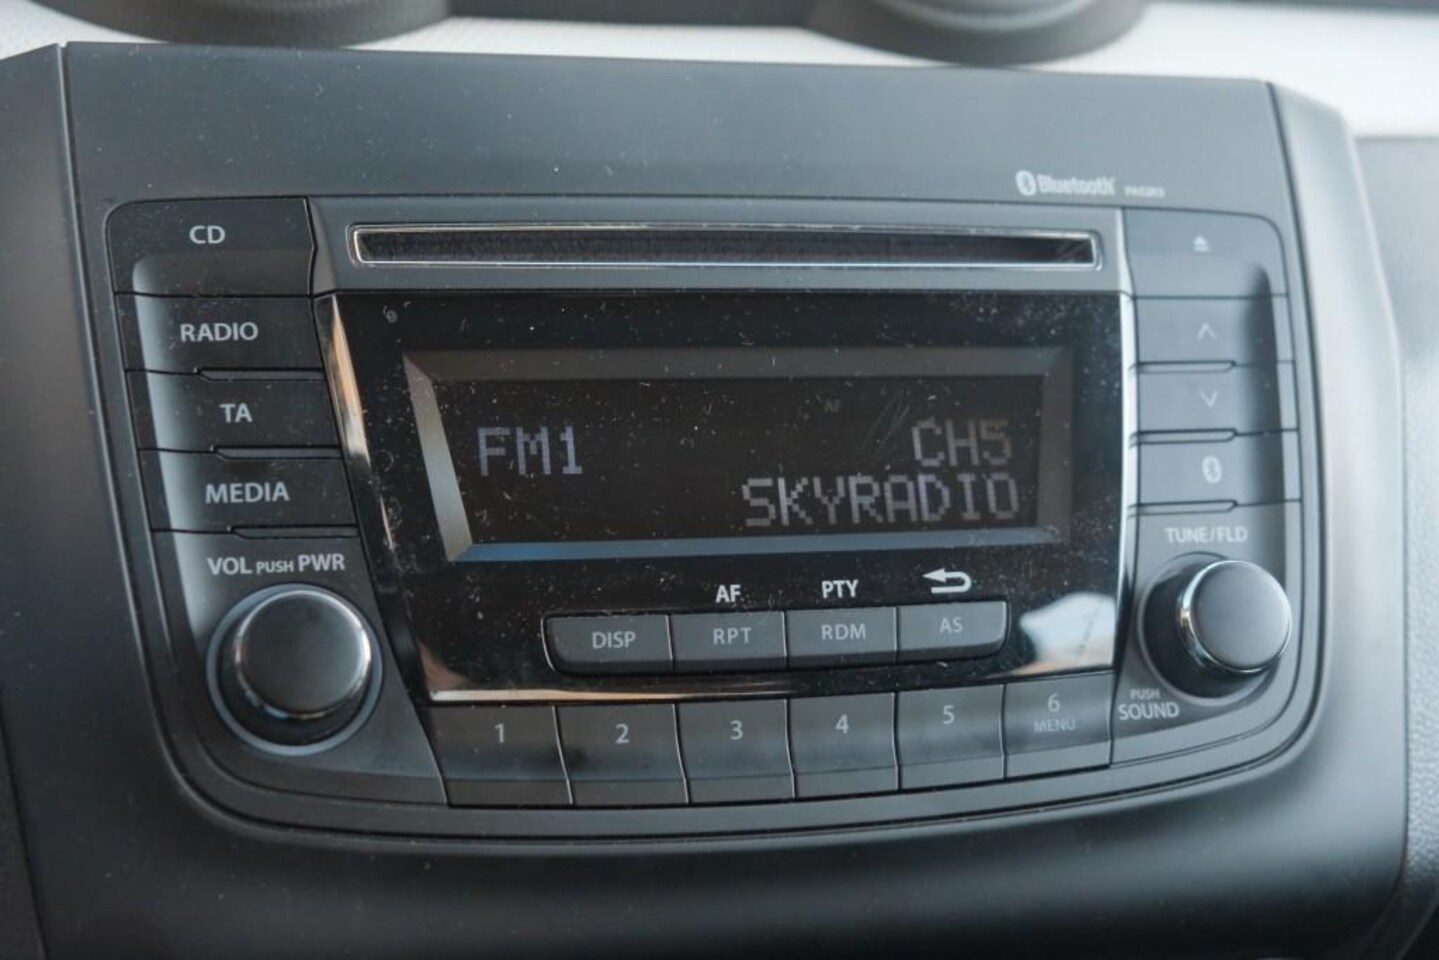 Bluetooth
CD
RADIO
TA
MEDIA
VOL PUSH PWR
AF
FM1
CH5
SKYRADIO
AF
PTY
DISP
RPT
RDM
AS
TUNE/FLD
PUSH
SOUND
1
2
3
4
5
6
MENU